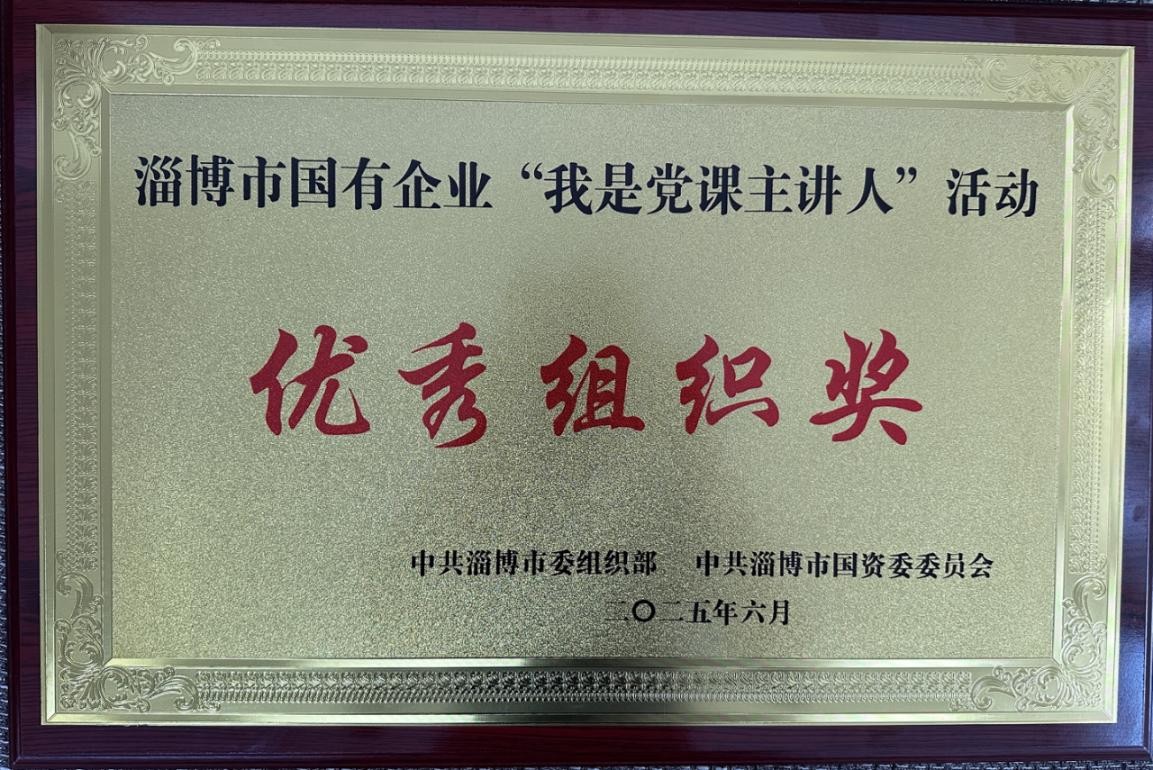 淄博市国有企业“我是党课主讲人”活动
优秀组织奖
中共淄博市委组织部 中共淄博市国资委委员会
二〇二五年六月